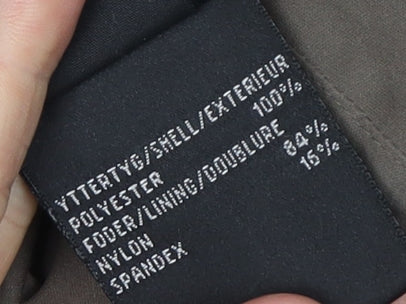 YTTERTYG/SHELL/EXTERIEUR
POLYESTER 100%
FODER/LINING/DOUBLURE
NYLON 84%
SPANDEX 16%